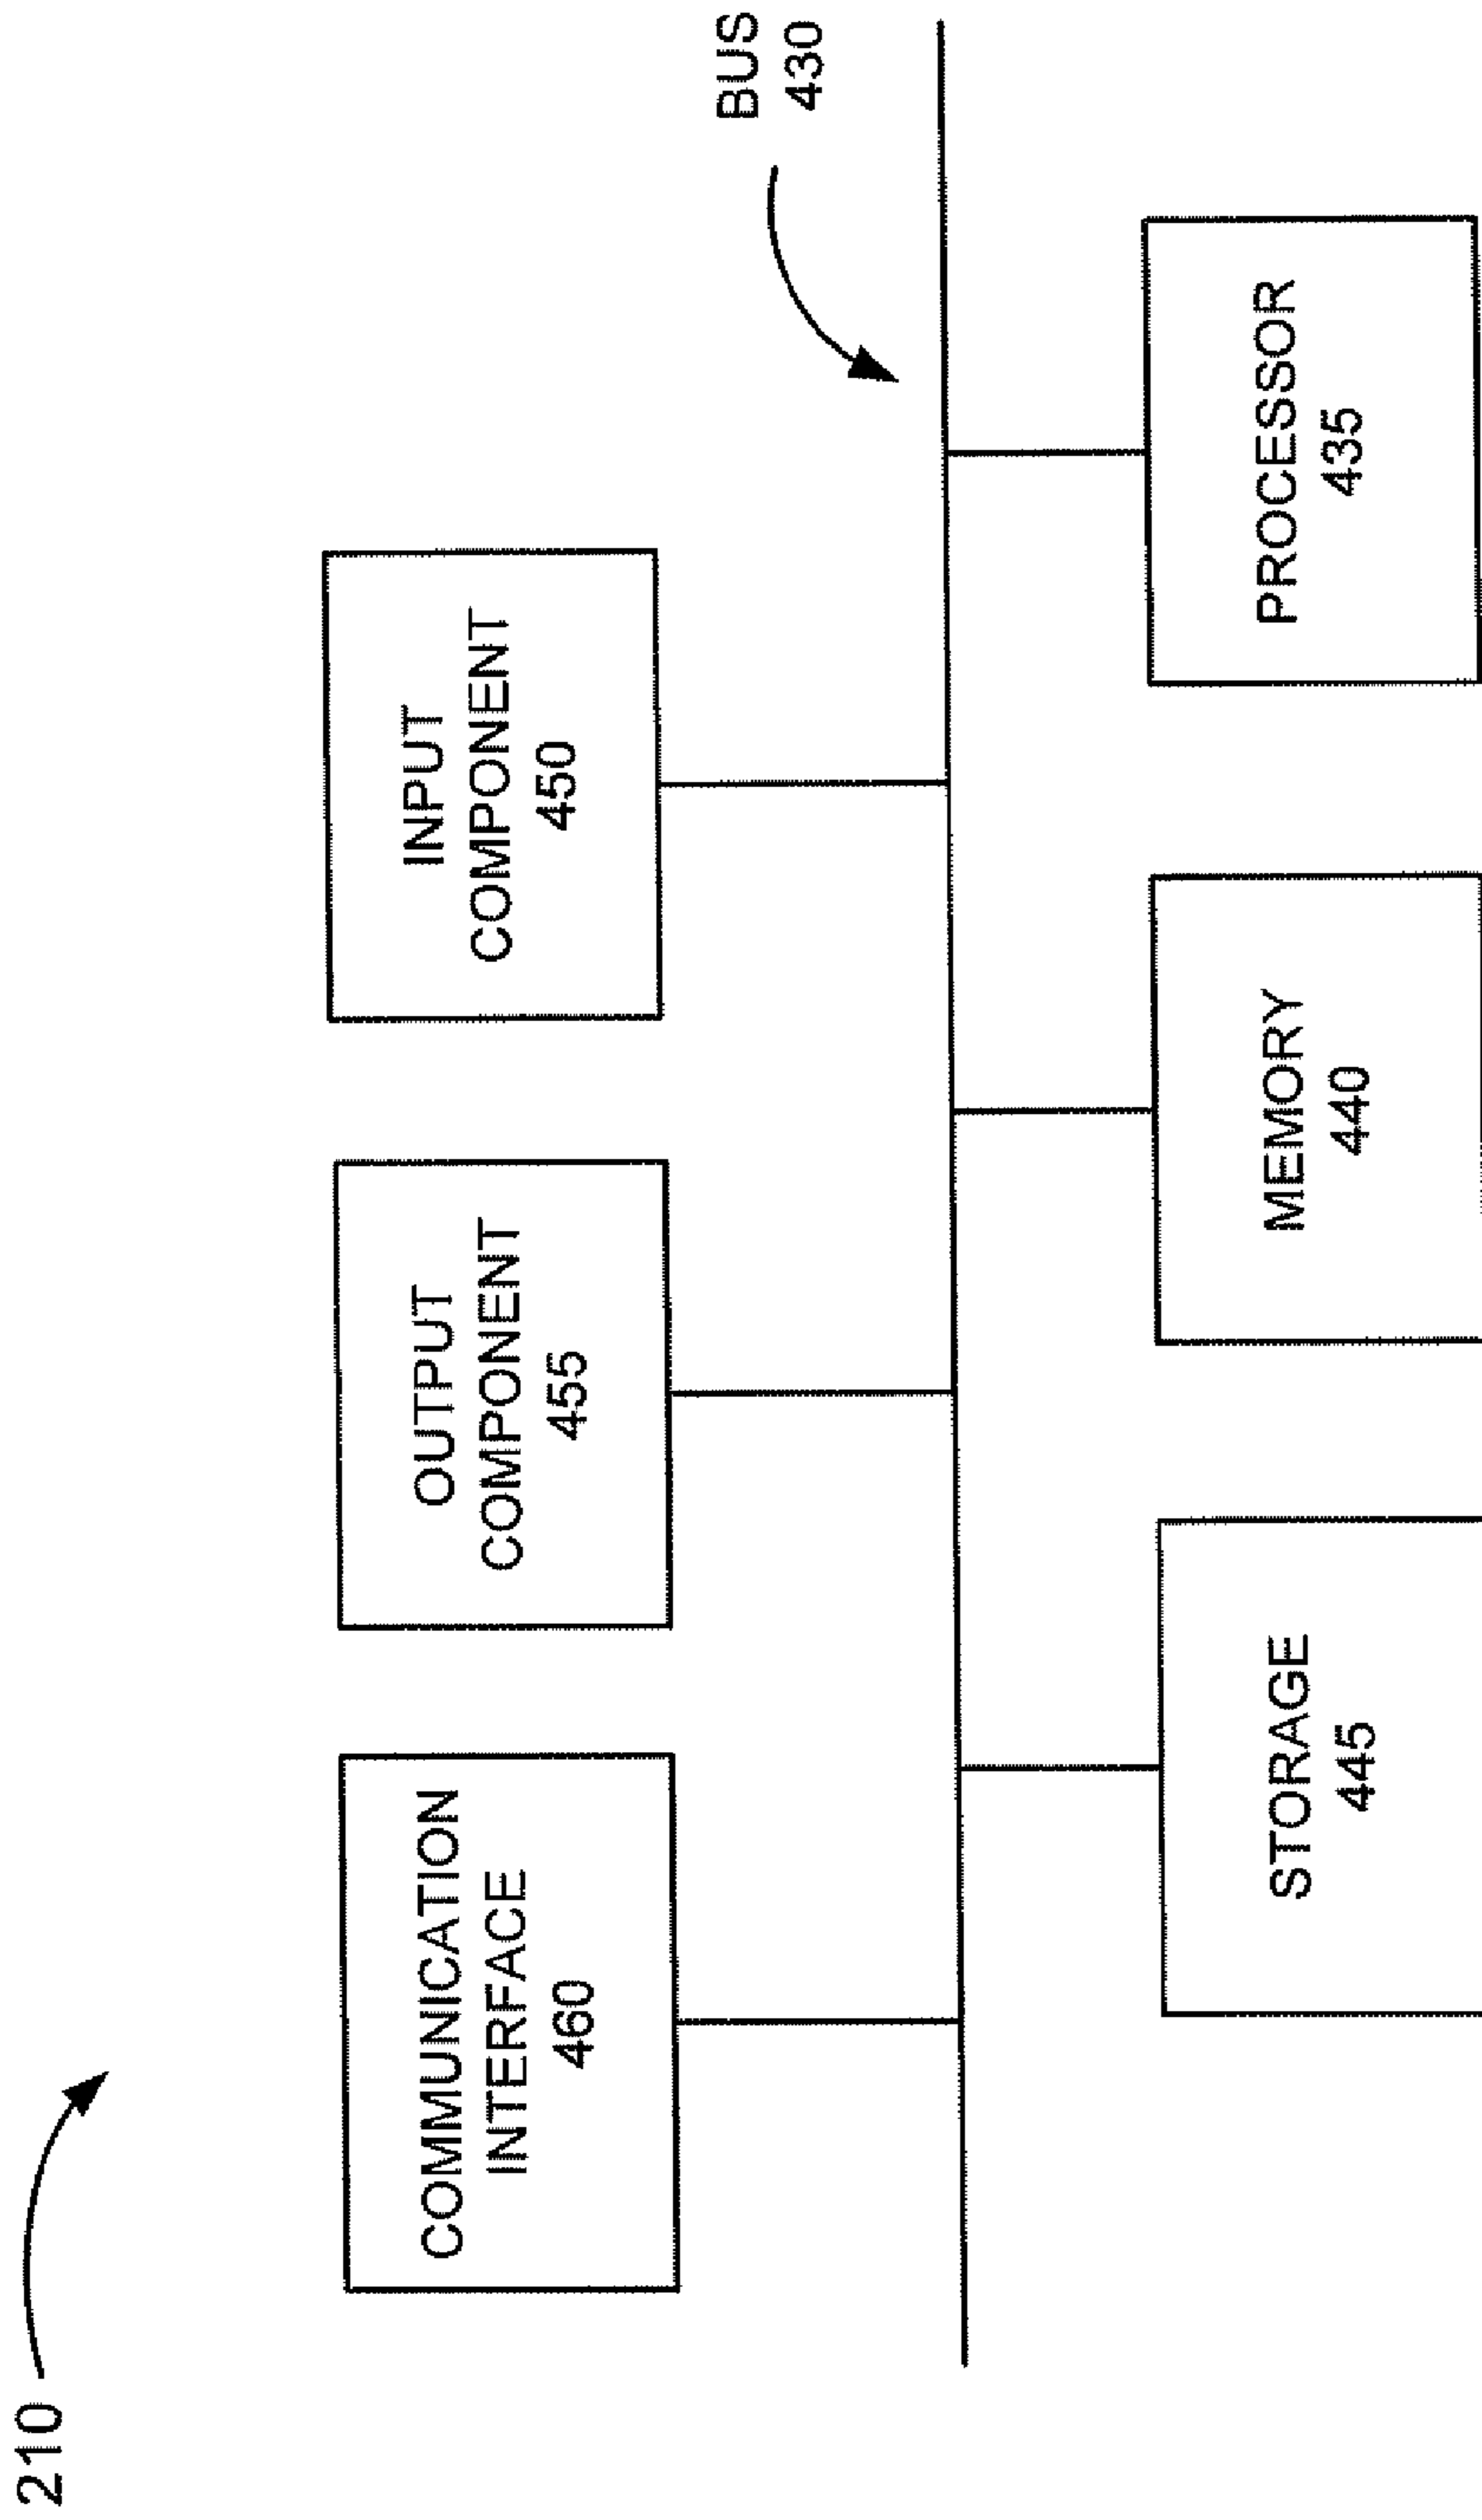 210
COMMUNICATION
INTERFACE
460
OUTPUT
COMPONENT
455
INPUT
COMPONENT
450
BUS
430
STORAGE
445
MEMORY
440
PROCESSOR
435